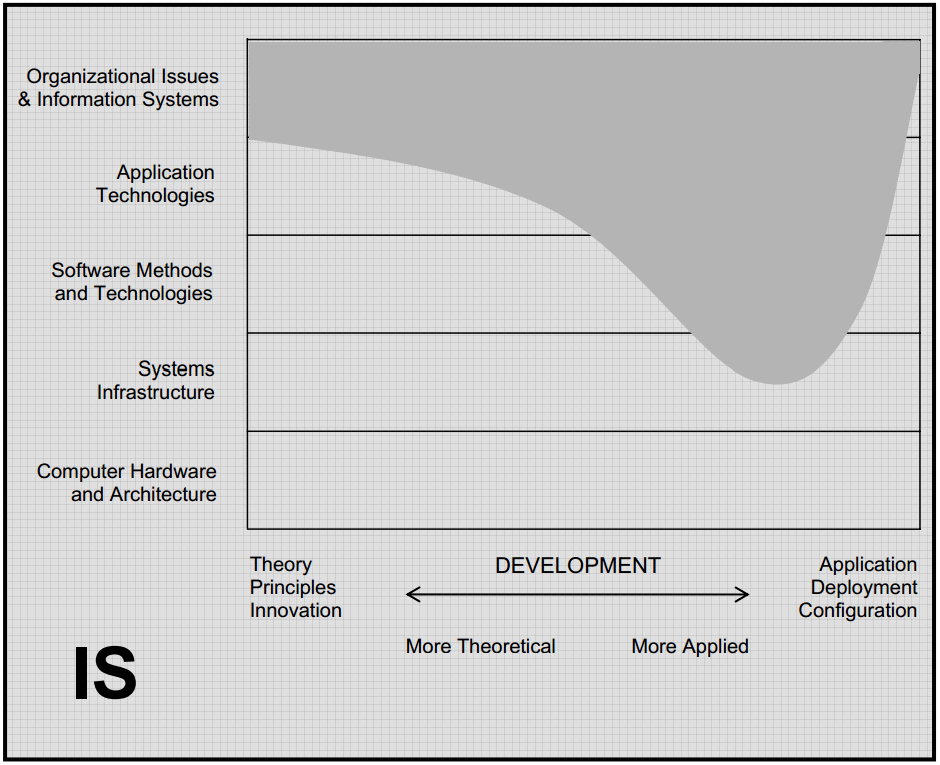 Organizational Issues
& Information Systems
Application
Technologies
Software Methods
and Technologies
Systems
Infrastructure
Computer Hardware
and Architecture
Theory
Principles
Innovation
DEVELOPMENT
Application
Deployment
Configuration
More Theoretical
More Applied
IS